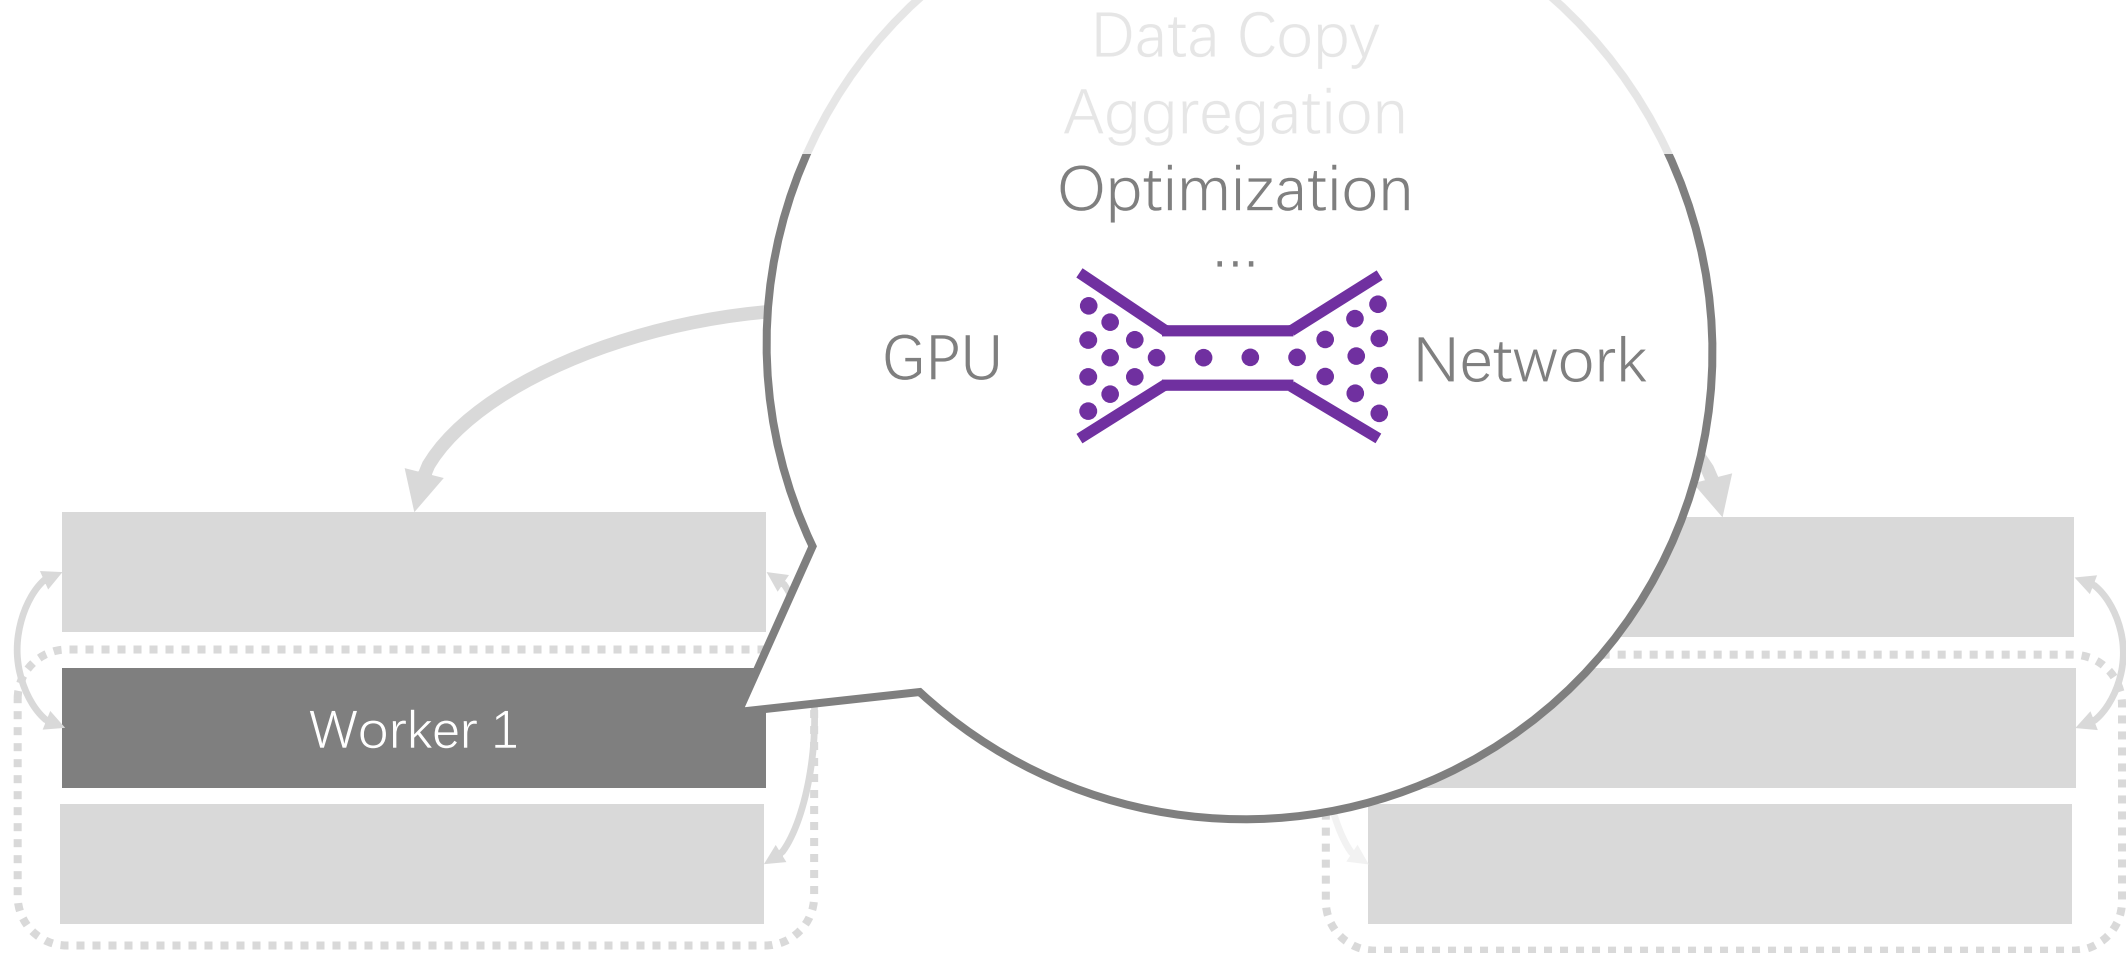 Data Copy
Aggregation
Optimization
...
GPU
Network
Worker 1